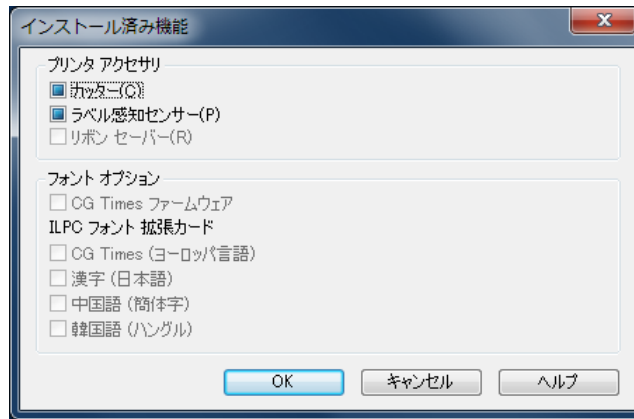 インストール済み機能
プリンタ アクセサリ
カッター(C)
ラベル感知センサー(P)
リボン セーバー(R)
フォント オプション
CG Times ファームウェア
ILPC フォント 拡張カード
CG Times (ヨーロッパ言語)
漢字 (日本語)
中国語 (簡体字)
韓国語 (ハングル)
OK キャンセル ヘルプ